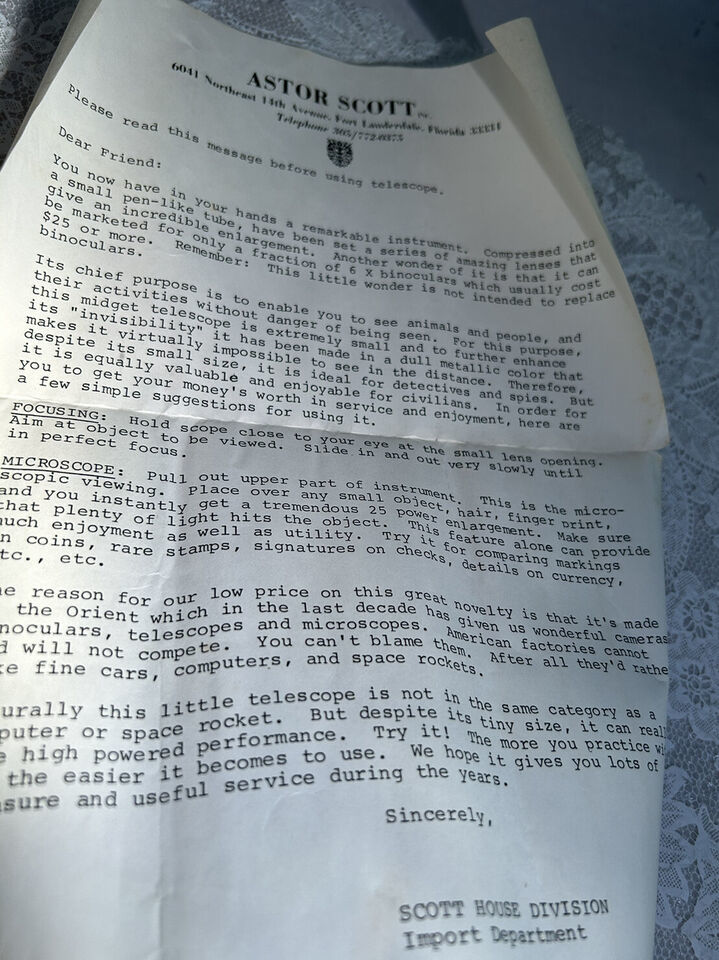 ASTOR SCOTT INC.
6041 Northeast 14th Avenue, Fort Lauderdale, Florida
Telephone 305/772-
Please read this message before using telescope.
Dear Friend:
You now have in your hands a remarkable instrument. Compressed into
a small pen-like tube, have been set a series of amazing lenses that
give an incredible enlargement. Another wonder of it is that it can
be marketed for only a fraction of 6 X binoculars which usually cost
$25 or more. Remember: This little wonder is not intended to replace
binoculars.
Its chief purpose is to enable you to see animals and people, and
their activities without danger of being seen. For this purpose,
this midget telescope is extremely small and to further enhance
its "invisibility" it has been made in a dull metallic color that
makes it virtually impossible to see in the distance. Therefore,
despite its small size, it is ideal for detectives and spies. But
it is equally valuable and enjoyable for civilians. In order for
you to get your money's worth in service and enjoyment, here are
a few simple suggestions for using it.
FOCUSING: Hold scope close to your eye at the small lens opening.
Aim at object to be viewed. Slide in and out very slowly until
in perfect focus.
MICROSCOPE: Pull out upper part of instrument. This is the micro-
scopic viewing. Place over any small object, hair, finger print,
and you instantly get a tremendous 25 power enlargement. Make sure
that plenty of light hits the object. This feature alone can provide
uch enjoyment as well as utility. Try it for comparing markings
n coins, rare stamps, signatures on checks, details on currency,
tc., etc.
e reason for our low price on this great novelty is that it's made
the Orient which in the last decade has given us wonderful cameras
noculars, telescopes and microscopes. American factories cannot
d will not compete. You can't blame them. After all they'd rathe
ke fine cars, computers, and space rockets.
urally this little telescope is not in the same category as a
puter or space rocket. But despite its tiny size, it can real
e high powered performance. Try it! The more you practice wi
the easier it becomes to use. We hope it gives you lots of
asure and useful service during the years.
Sincerely,
SCOTT HOUSE DIVISION
Import Department